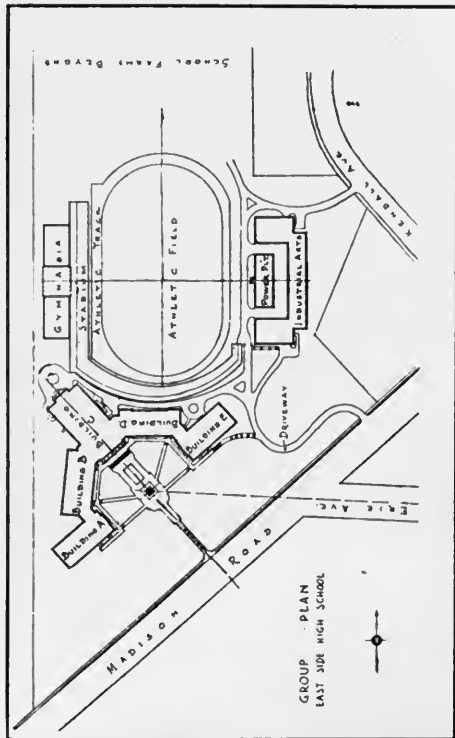 SCHOOL FARMS BEYOND
KENDALL AVE.
GYMNASIA
STADIUM
ATHLETIC TRACK
ATHLETIC FIELD
POWER PLT
INDUSTRIAL ARTS
BUILDING C
BUILDING D
BUILDING B
BUILDING E
BUILDING A
DRIVEWAY
ERIE AVE.
MADISON ROAD
GROUP PLAN
EAST SIDE HIGH SCHOOL